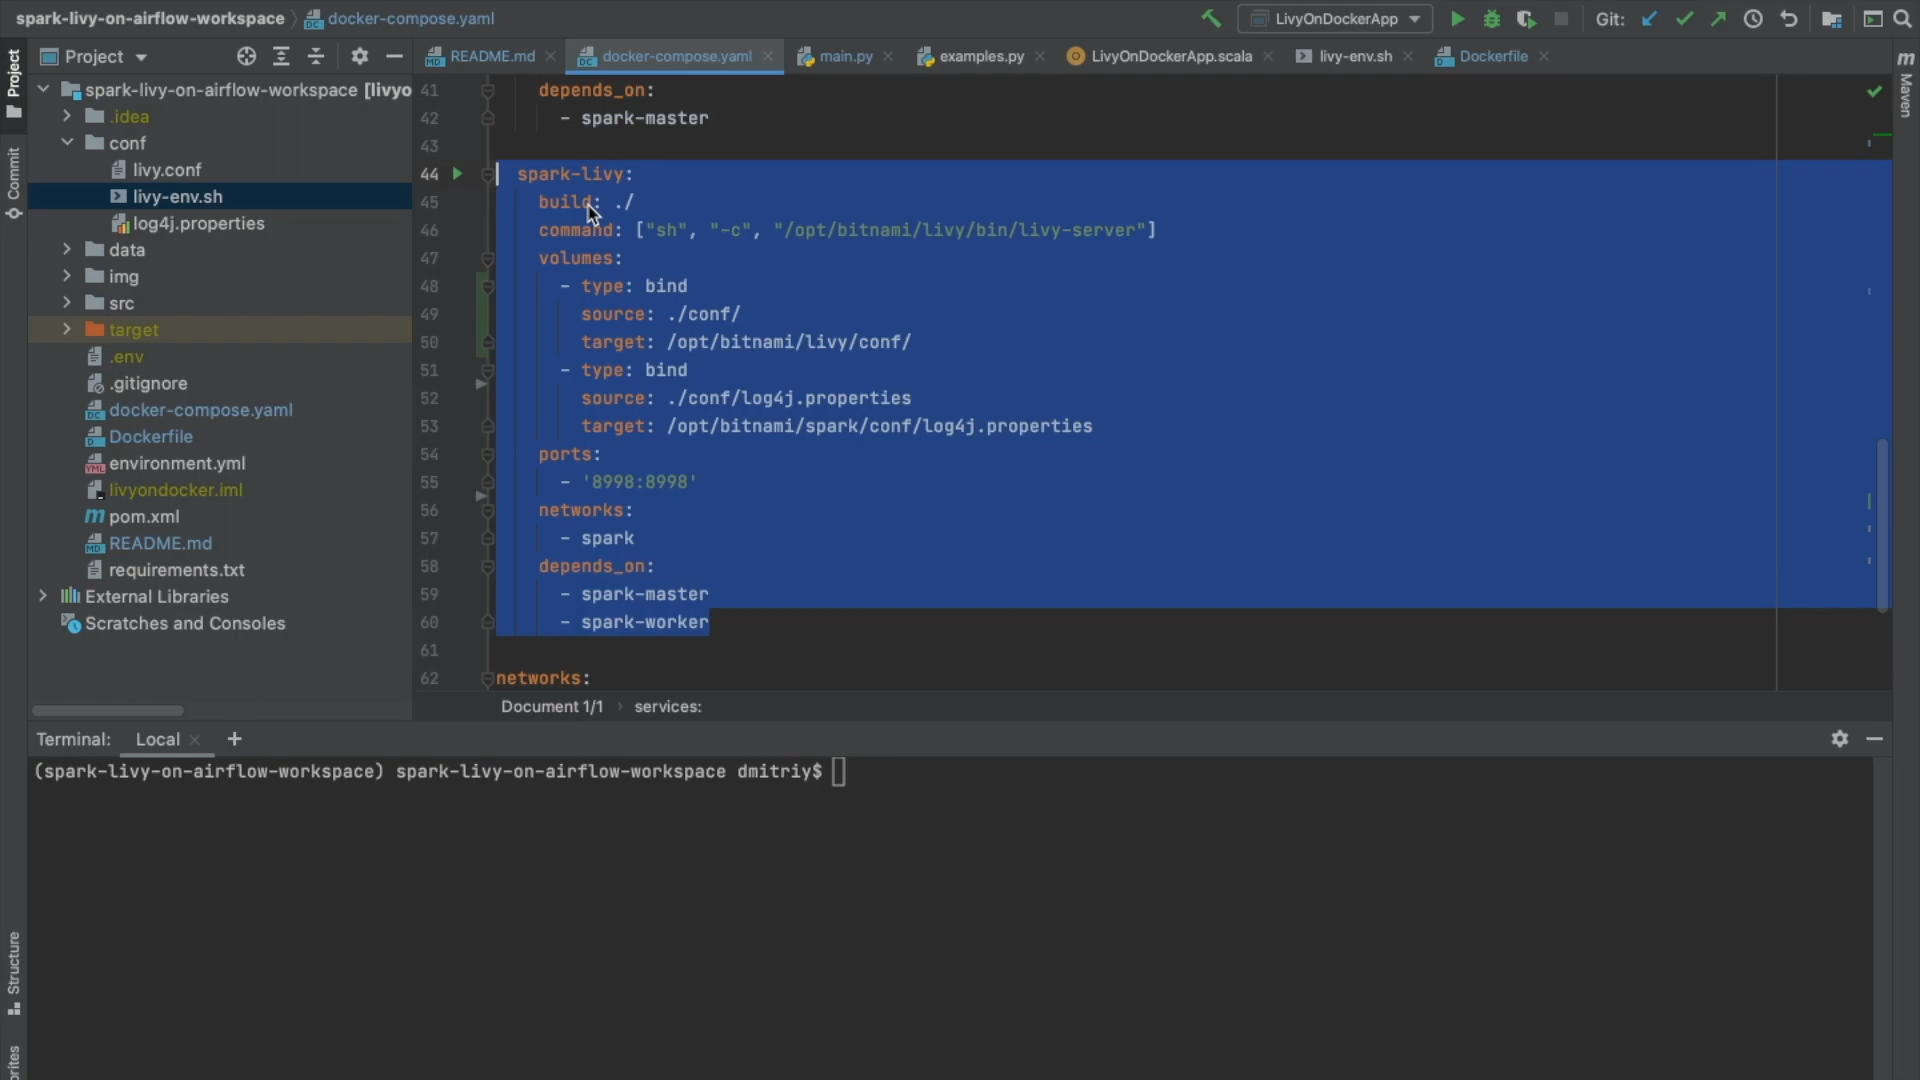 spark-livy-on-airflow-workspace docker-compose.yaml LivyOnDockerApp Git:
Project
README.md docker-compose.yaml main.py examples.py LivyOnDockerApp.scala livy-env.sh Dockerfile
Project
Commit
Structure
Maven
spark-livy-on-airflow-workspace [livyo
.idea
conf
livy.conf
livy-env.sh
log4j.properties
data
img
src
target
.env
.gitignore
docker-compose.yaml
Dockerfile
environment.yml
livyondocker.iml
pom.xml
README.md
requirements.txt
External Libraries
Scratches and Consoles
41 depends_on:
42 - spark-master
43
44 spark-livy:
45 build: ./
46 command: ["sh", "-c", "/opt/bitnami/livy/bin/livy-server"]
47 volumes:
48 - type: bind
49 source: ./conf/
50 target: /opt/bitnami/livy/conf/
51 - type: bind
52 source: ./conf/log4j.properties
53 target: /opt/bitnami/spark/conf/log4j.properties
54 ports:
55 - '8998:8998'
56 networks:
57 - spark
58 depends_on:
59 - spark-master
60 - spark-worker
61
62 networks:
Document 1/1 services:
Terminal: Local
(spark-livy-on-airflow-workspace) spark-livy-on-airflow-workspace dmitriy$